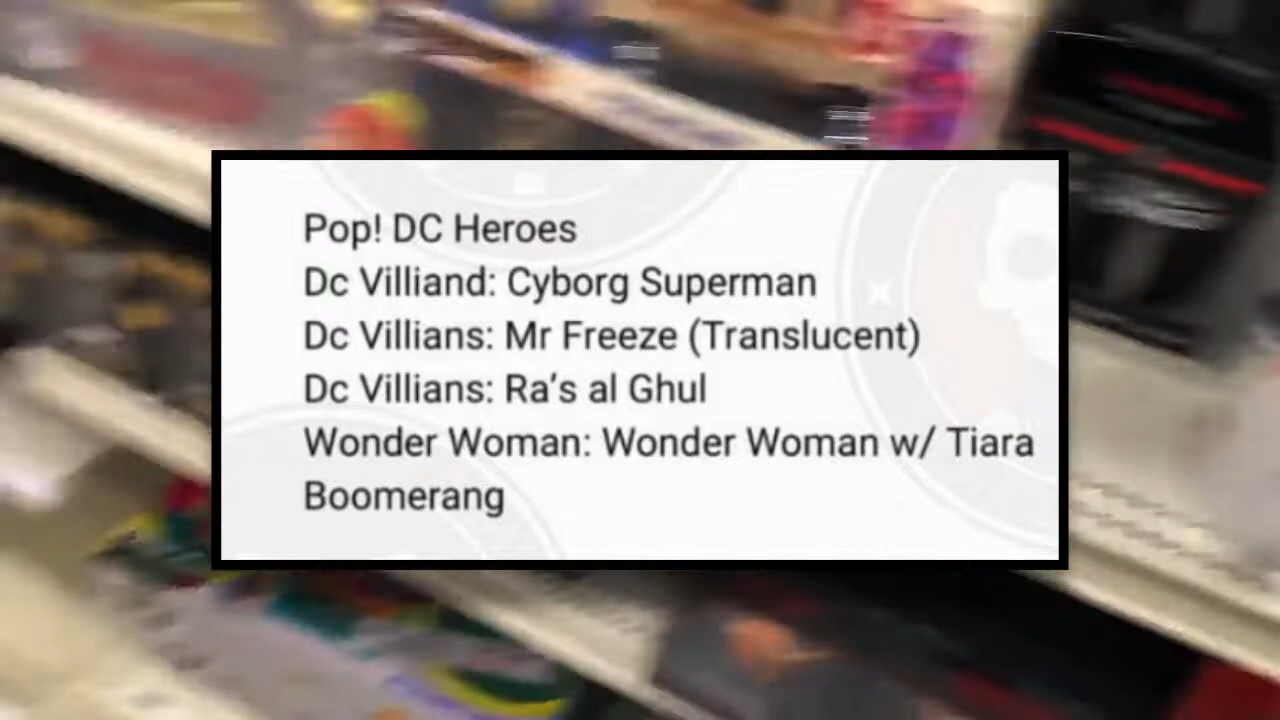 Pop! DC Heroes
Dc Villiand: Cyborg Superman
Dc Villians: Mr Freeze (Translucent)
Dc Villians: Ra’s al Ghul
Wonder Woman: Wonder Woman w/ Tiara
Boomerang